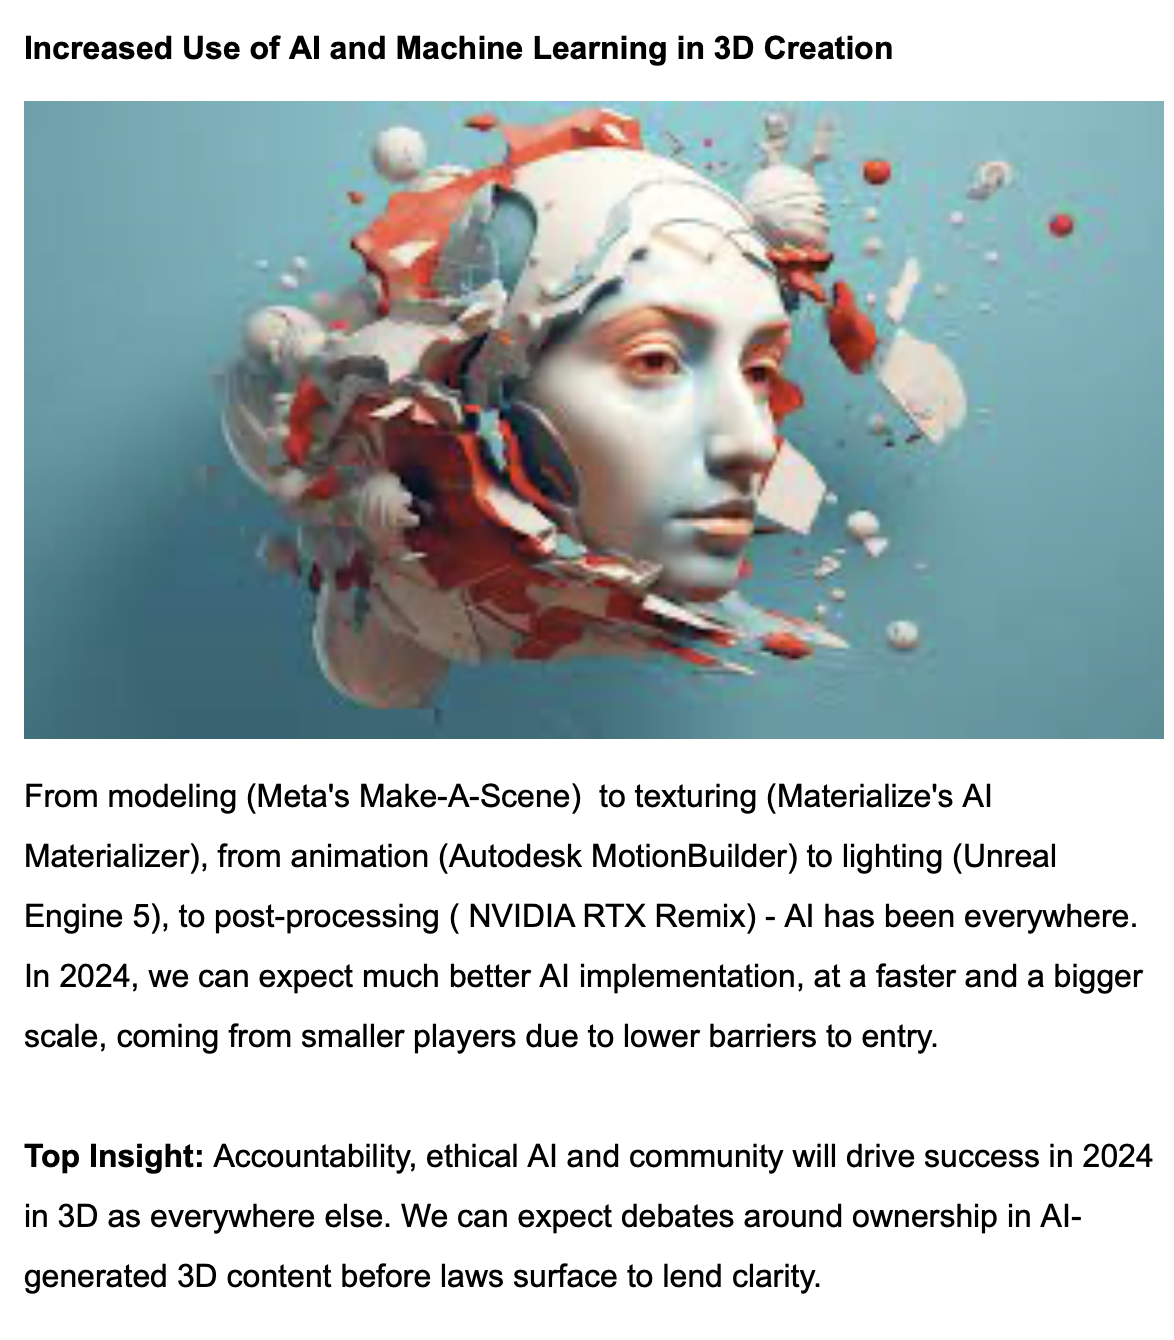 Increased Use of AI and Machine Learning in 3D Creation
From modeling (Meta's Make-A-Scene)  to texturing (Materialize's AI
Materializer), from animation (Autodesk MotionBuilder) to lighting (Unreal
Engine 5), to post-processing ( NVIDIA RTX Remix) - AI has been everywhere.
In 2024, we can expect much better AI implementation, at a faster and a bigger
scale, coming from smaller players due to lower barriers to entry.
Top Insight: Accountability, ethical AI and community will drive success in 2024
in 3D as everywhere else. We can expect debates around ownership in AI-
generated 3D content before laws surface to lend clarity.